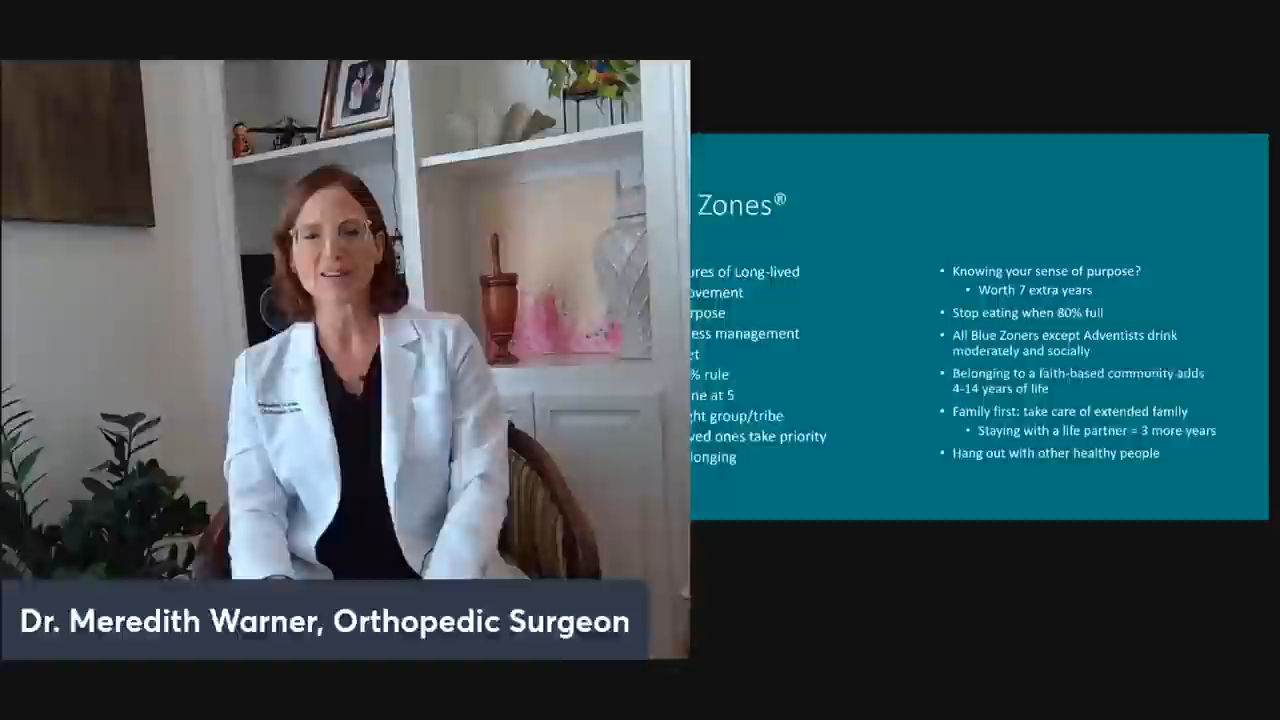 Zones®
ures of Long-lived
ovement
rpose
ess management
et
% rule
ne at 5
ght group/tribe
ved ones take priority
longing
• Knowing your sense of purpose?
• Worth 7 extra years
• Stop eating when 80% full
• All Blue Zoners except Adventists drink
moderately and socially
• Belonging to a faith-based community adds
4-14 years of life
• Family first: take care of extended family
• Staying with a life partner = 3 more years
• Hang out with other healthy people
Dr. Meredith Warner, Orthopedic Surgeon